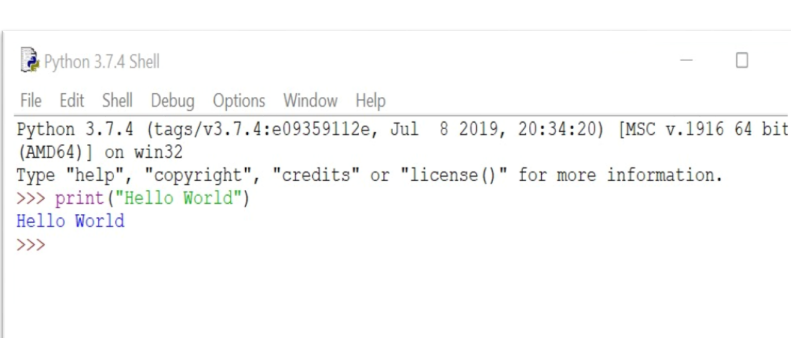 Python 3.7.4 Shell
File Edit Shell Debug Options Window Help
Python 3.7.4 (tags/v3.7.4:e09359112e, Jul  8 2019, 20:34:20) [MSC v.1916 64 bit
(AMD64)] on win32
Type "help", "copyright", "credits" or "license()" for more information.
>>> print("Hello World")
Hello World
>>>